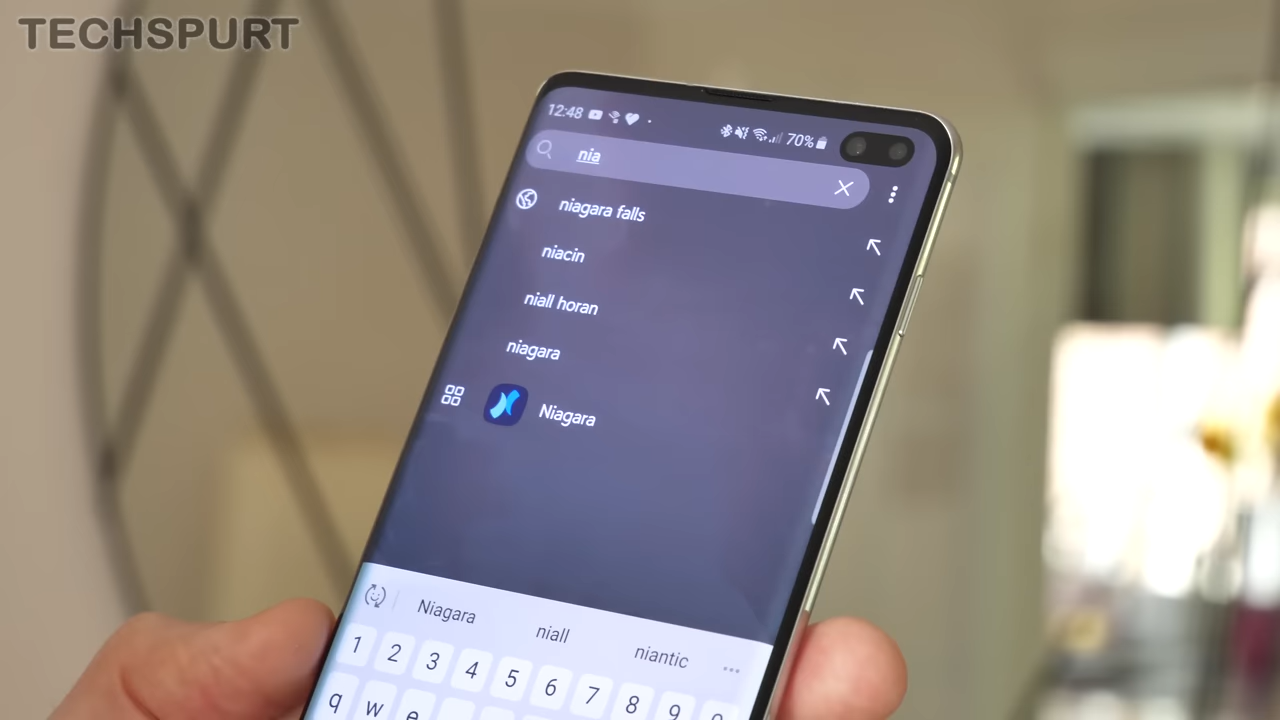 TECHSPURT
12:48 70%
nia
niagara falls
niacin
niall horan
niagara
Niagara
Niagara niall niantic
1 2 3 4 5 6 7 8 9 0
q w e